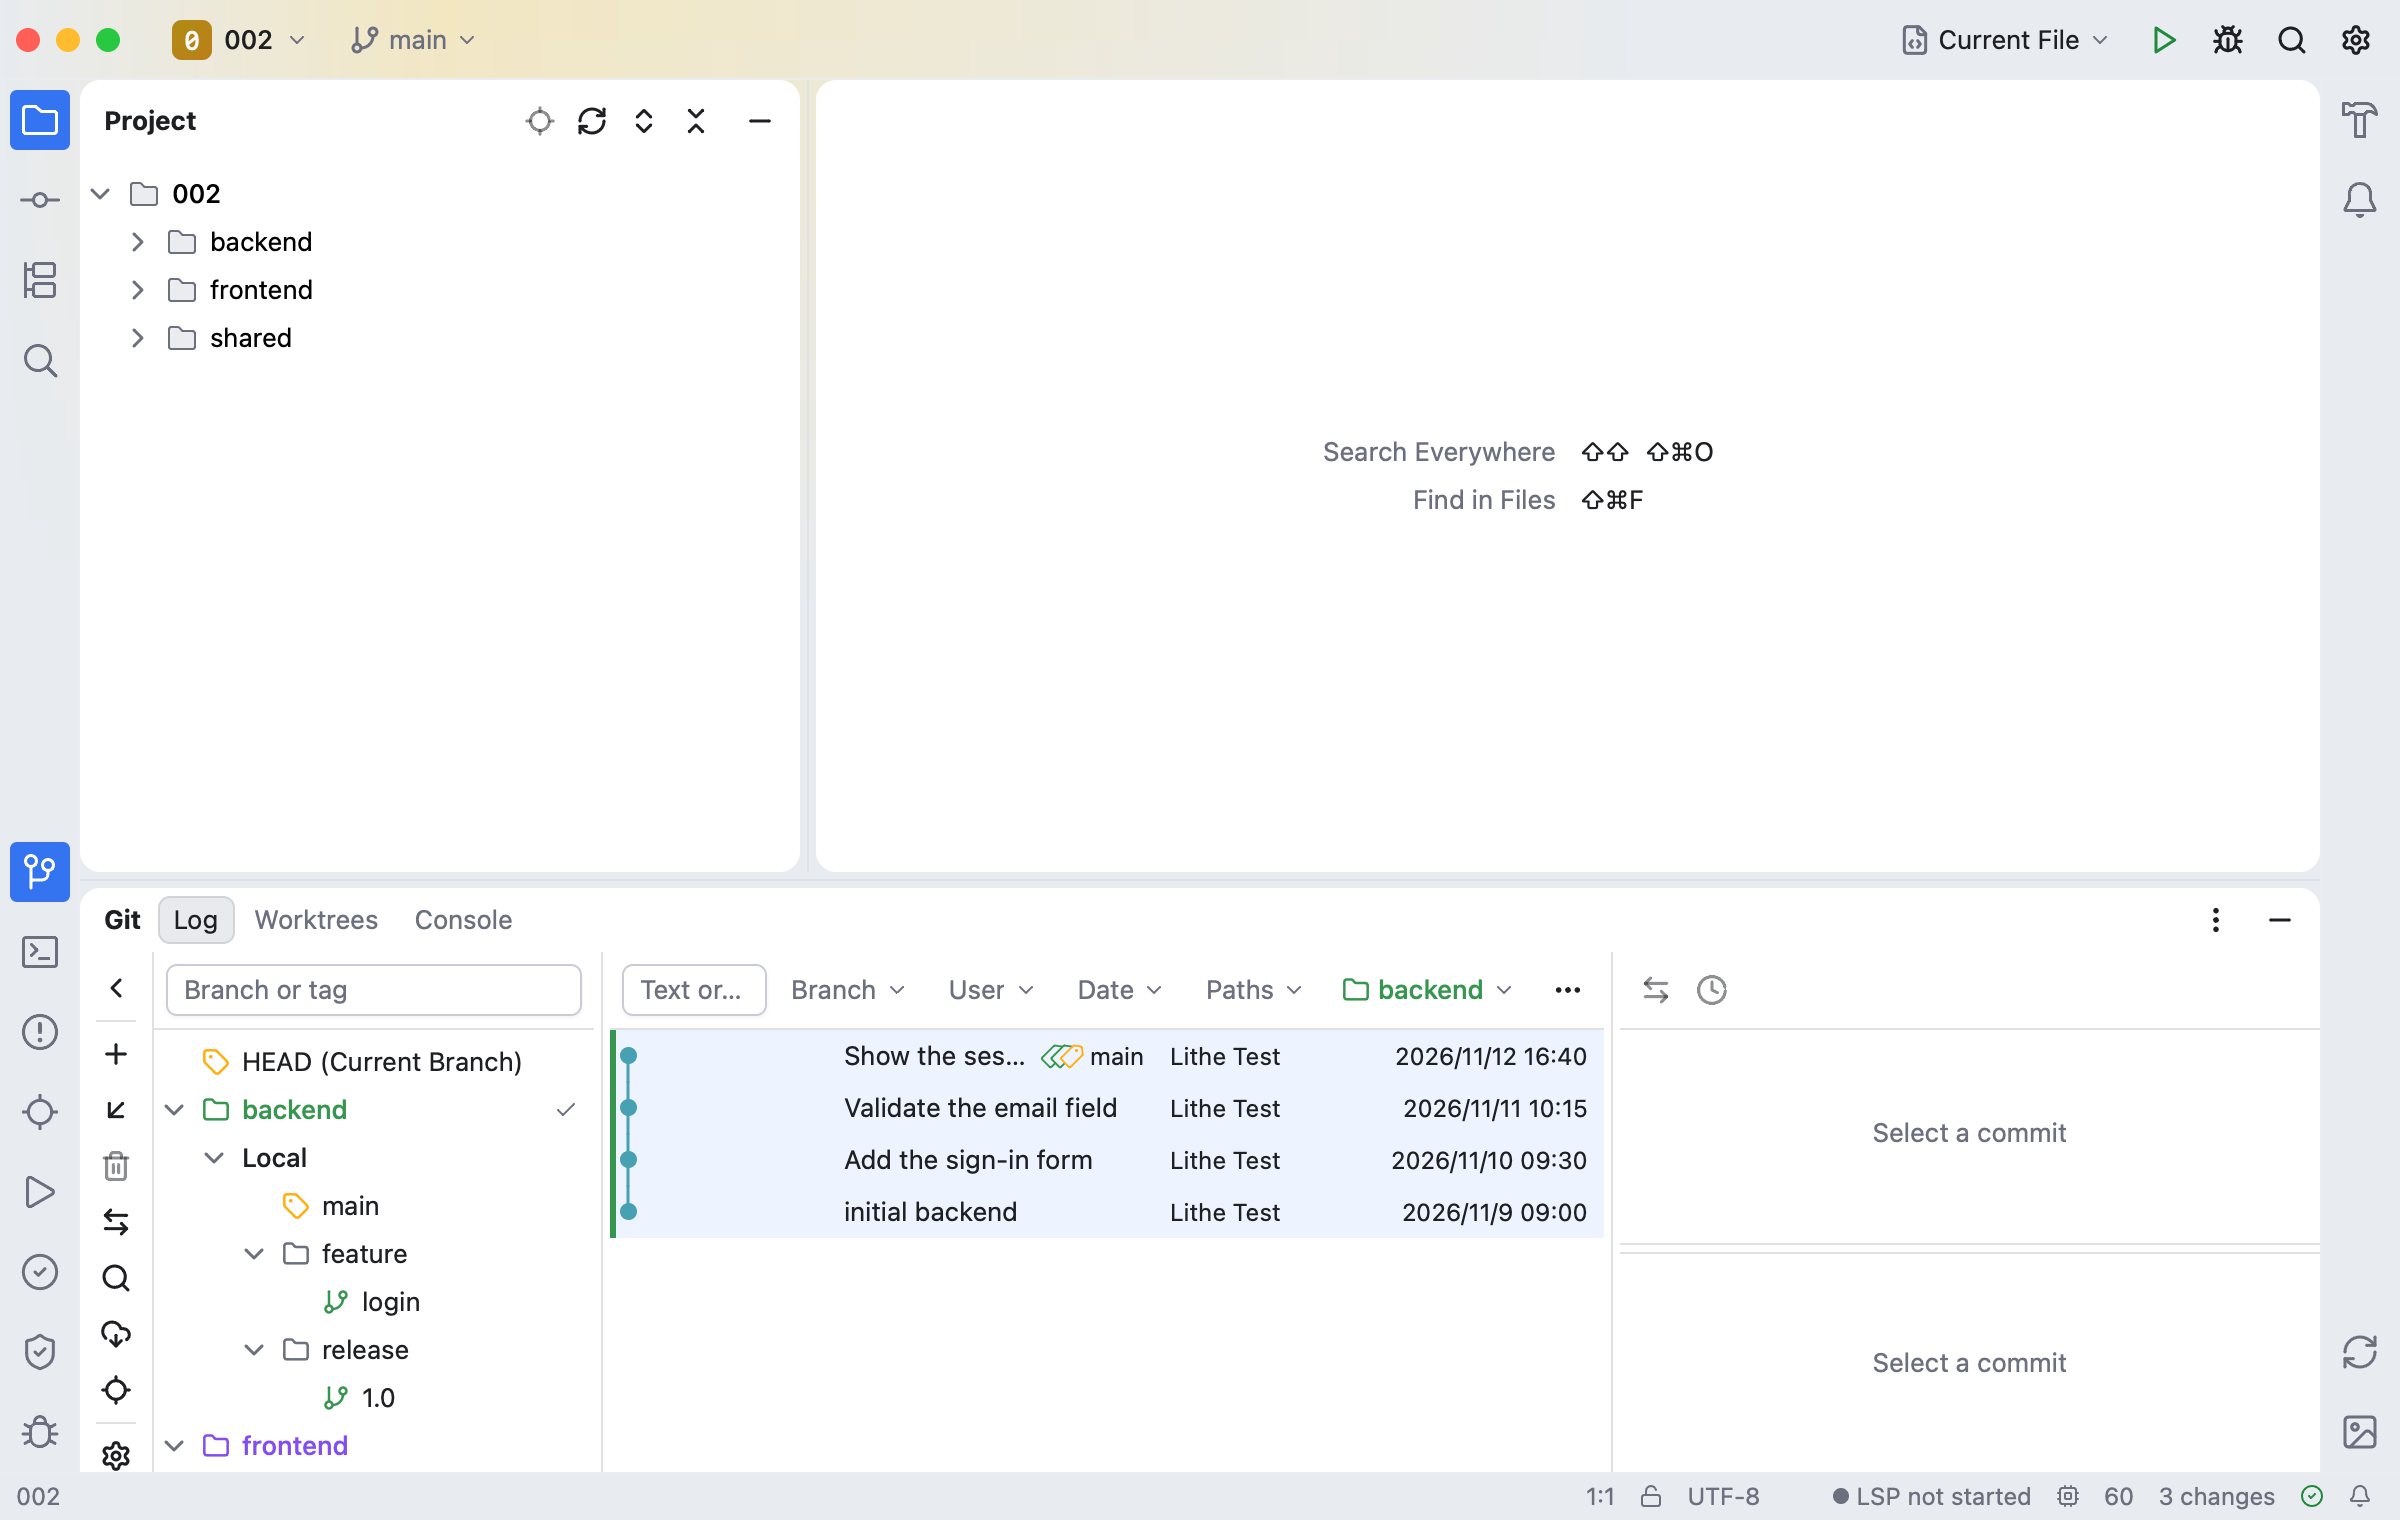 0 002 main Current File
Project
002
backend
frontend
shared
Search Everywhere ⇧⇧ ⇧⌘O
Find in Files ⇧⌘F
Git Log Worktrees Console
Branch or tag
HEAD (Current Branch)
backend
Local
main
feature
login
release
1.0
frontend
Text or... Branch User Date Paths backend
Show the ses... main Lithe Test 2026/11/12 16:40
Validate the email field Lithe Test 2026/11/11 10:15
Add the sign-in form Lithe Test 2026/11/10 09:30
initial backend Lithe Test 2026/11/9 09:00
Select a commit
Select a commit
002 1:1 UTF-8 LSP not started 60 3 changes